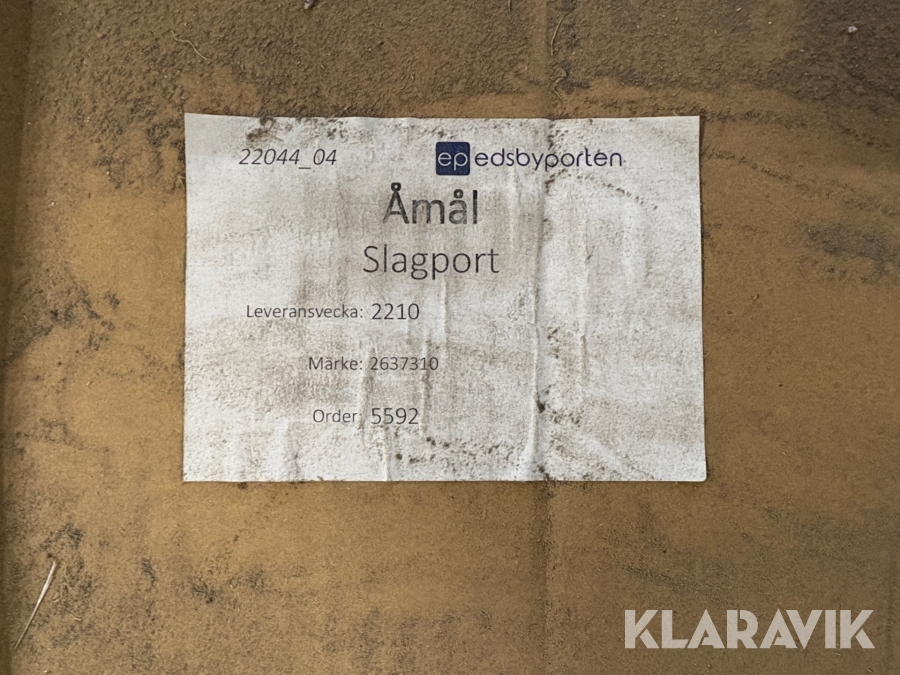 22044_04
ep edsbyporten
Åmål
Slagport
Leveransvecka: 2210
Märke: 2637310
Order: 5592
KLARAVIK